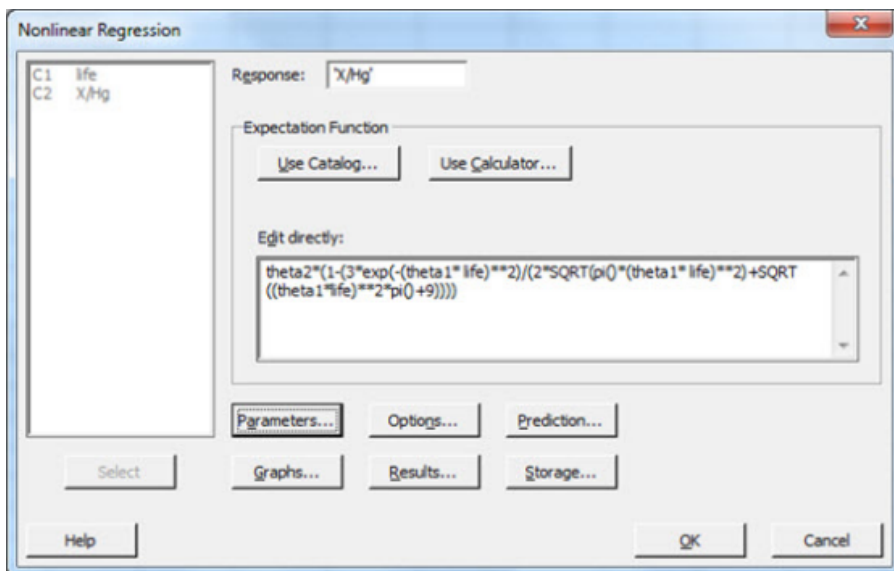 Nonlinear Regression
C1 life
C2 X/Hg
Response: 'X/Hg'
Expectation Function
Use Catalog... Use Calculator...
Edit directly:
theta2*(1-(3*exp(-(theta1* life)**2)/(2*SQRT(pi()*(theta1* life)**2)+SQRT
((theta1*life)**2*pi()+9))))
Parameters... Options... Prediction...
Select Graphs... Results... Storage...
Help OK Cancel